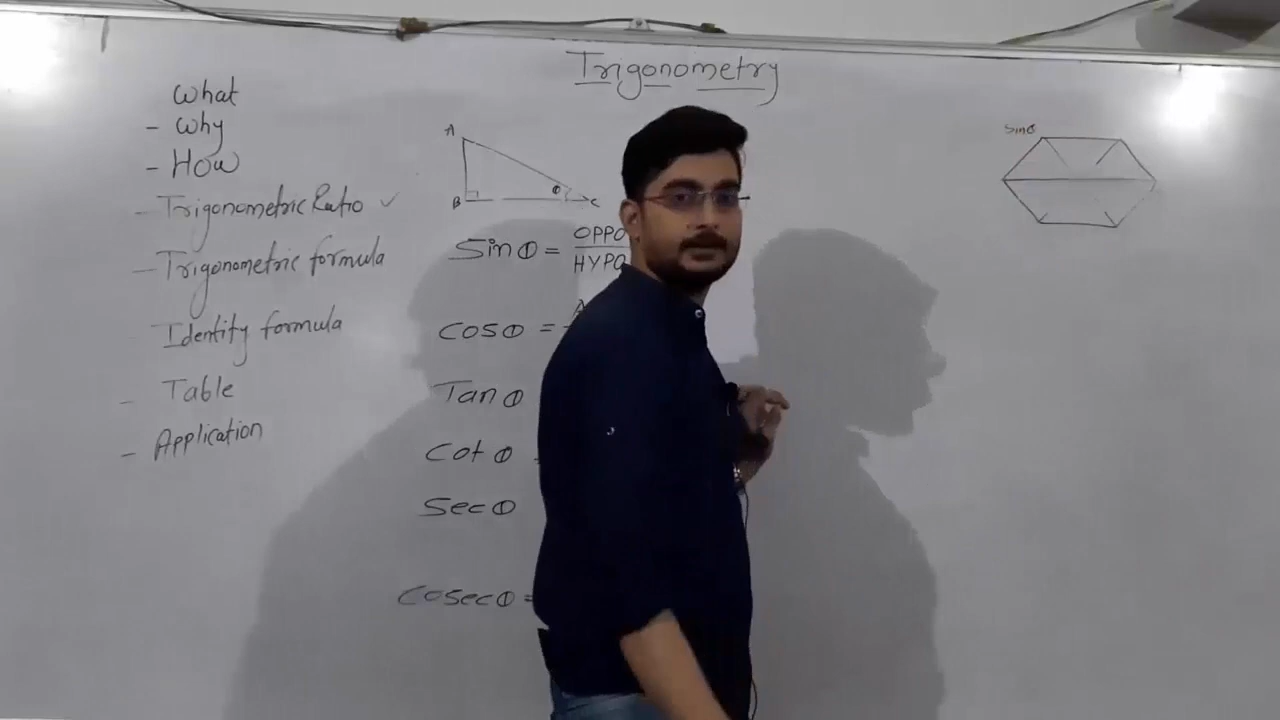 Trigonometry
What
- Why
- How
- Trigonometric Ratio ✓
- Trigonometric formula
Identity formula
- Table
- Application
A
B
θ
C
Sin θ = OPPO
HYPO
Cos θ = A
Tan θ
Cot θ =
Sec θ
Cosec θ =
Sin θ